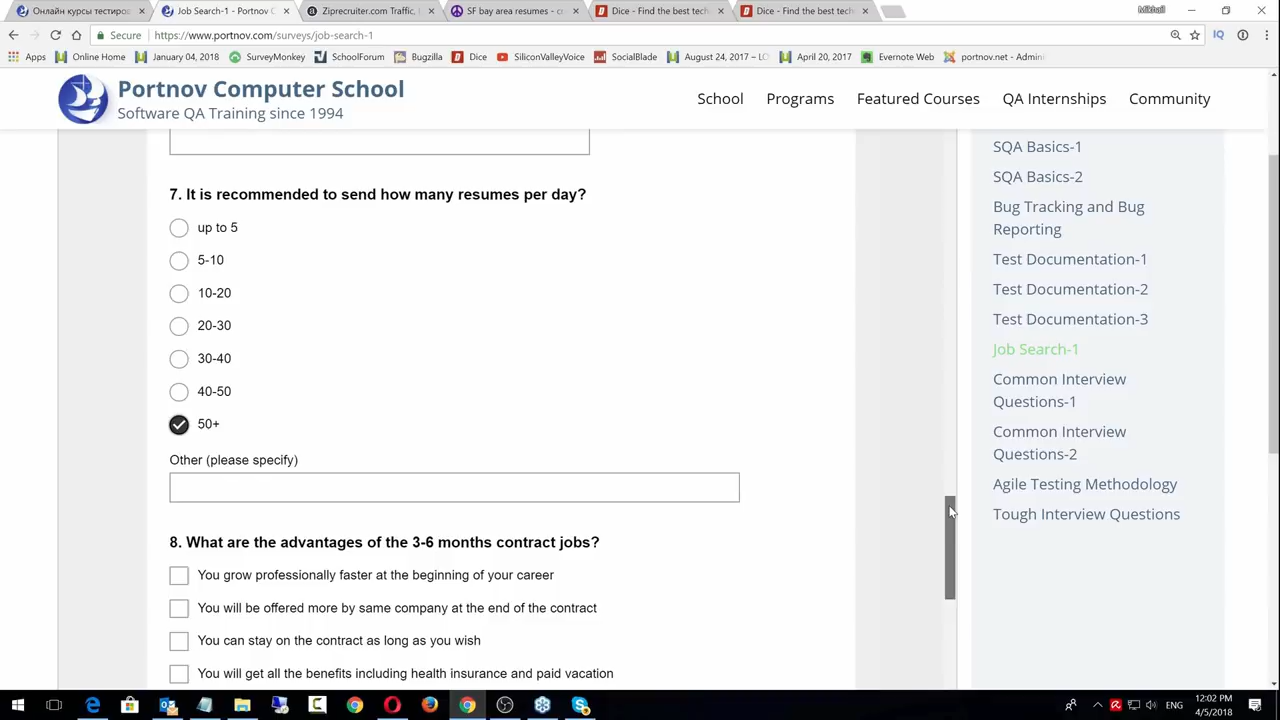 Онлайн курсы тестиров
Job Search-1 - Portnov C
Ziprecruiter.com Traffic,
SF bay area resumes - cr
Dice - Find the best tech
Dice - Find the best tech
Mikhail
Secure
https://www.portnov.com/surveys/job-search-1
IQ
Apps
Online Home
January 04, 2018
SurveyMonkey
SchoolForum
Bugzilla
Dice
SiliconValleyVoice
SocialBlade
August 24, 2017 – LO
April 20, 2017
Evernote Web
portnov.net - Admini
Portnov Computer School
Software QA Training since 1994
School
Programs
Featured Courses
QA Internships
Community
7. It is recommended to send how many resumes per day?
up to 5
5-10
10-20
20-30
30-40
40-50
50+
Other (please specify)
8. What are the advantages of the 3-6 months contract jobs?
You grow professionally faster at the beginning of your career
You will be offered more by same company at the end of the contract
You can stay on the contract as long as you wish
You will get all the benefits including health insurance and paid vacation
SQA Basics-1
SQA Basics-2
Bug Tracking and Bug
Reporting
Test Documentation-1
Test Documentation-2
Test Documentation-3
Job Search-1
Common Interview
Questions-1
Common Interview
Questions-2
Agile Testing Methodology
Tough Interview Questions
ENG
12:02 PM
4/5/2018